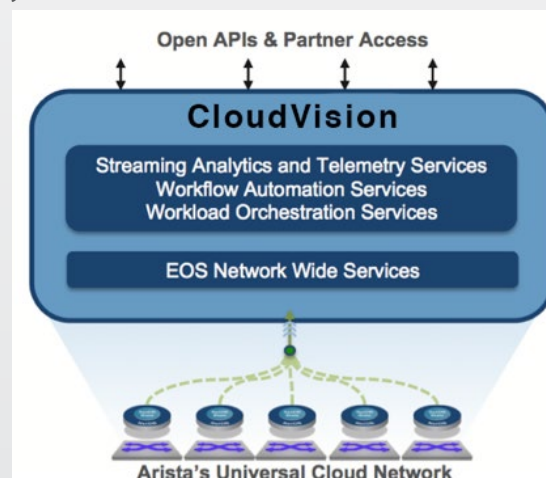 Open APIs & Partner Access
CloudVision
Streaming Analytics and Telemetry Services
Workflow Automation Services
Workload Orchestration Services
EOS Network Wide Services
Arista's Universal Cloud Network